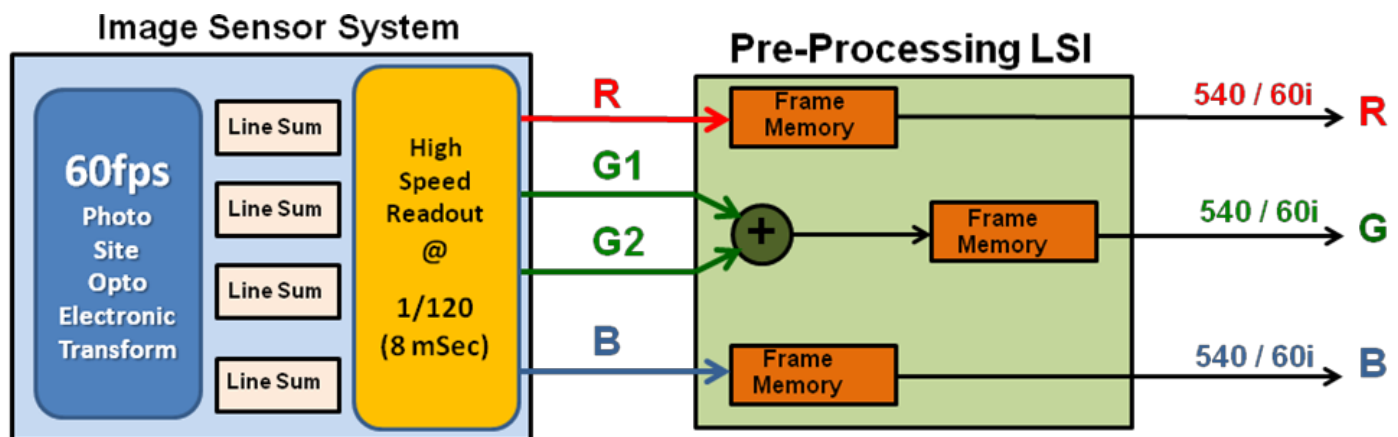 Image Sensor System
60fps
Photo
Site
Opto
Electronic
Transform
Line Sum
Line Sum
Line Sum
Line Sum
High
Speed
Readout
@
1/120
(8 mSec)
R
G1
G2
B
Pre-Processing LSI
Frame
Memory
+
Frame
Memory
Frame
Memory
540 / 60i
R
540 / 60i
G
540 / 60i
B